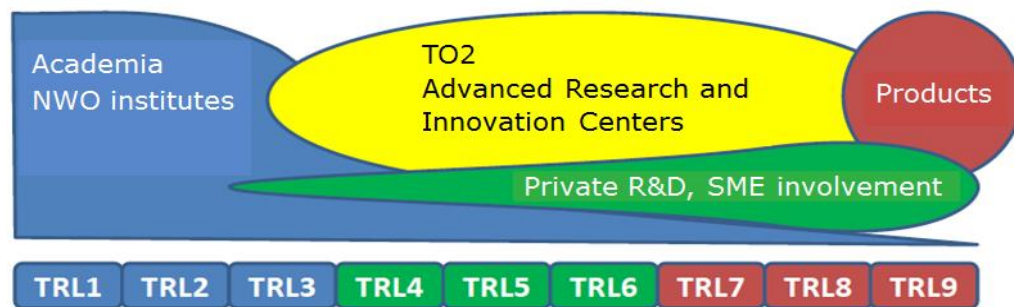 Academia
NWO institutes
TO2
Advanced Research and
Innovation Centers
Products
Private R&D, SME involvement
TRL1 TRL2 TRL3 TRL4 TRL5 TRL6 TRL7 TRL8 TRL9